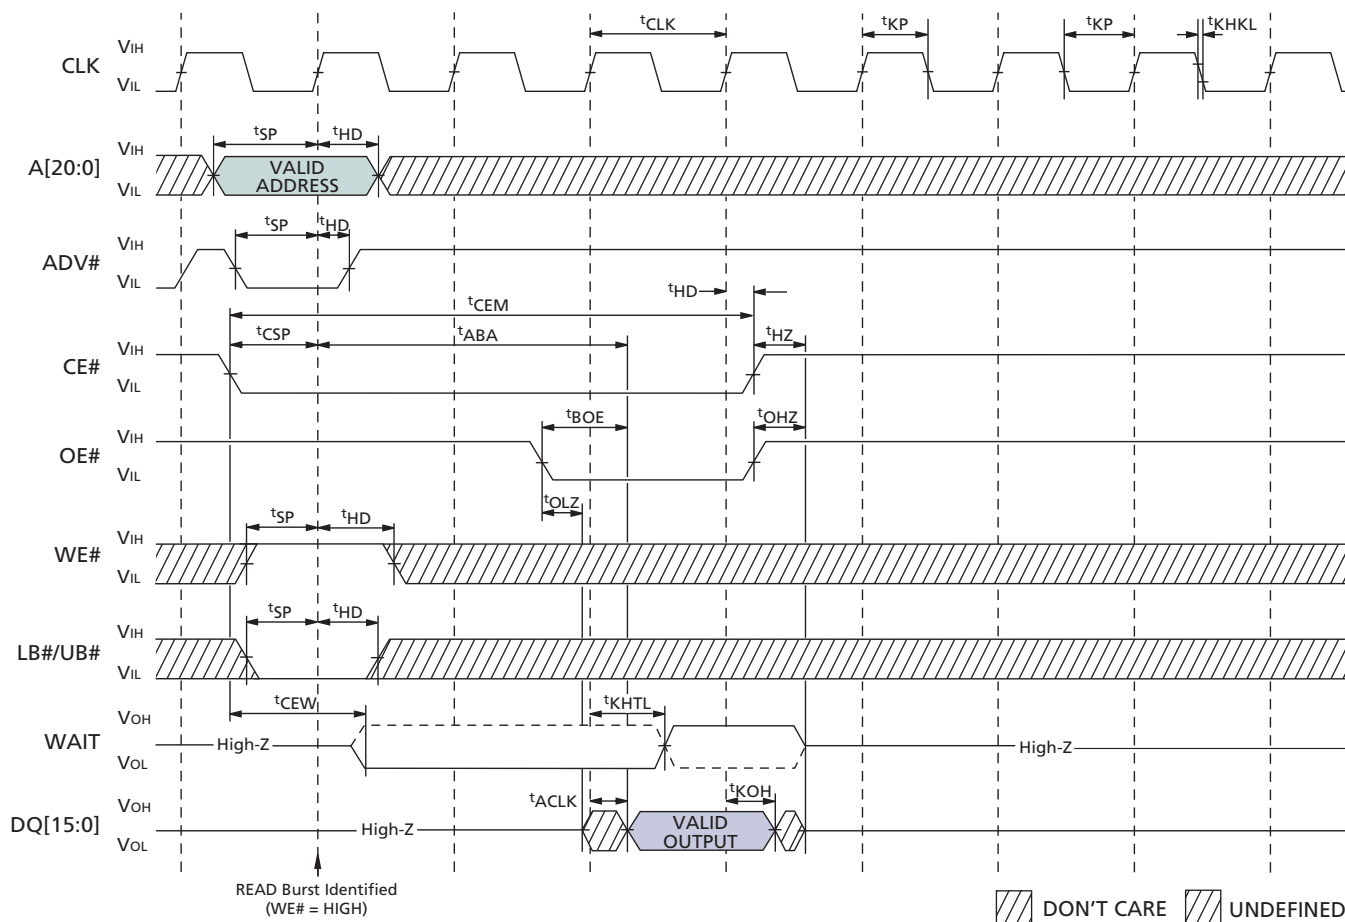 tCLK
tKP
tKP
tKHKL
CLK
VIH
VIL
tSP
tHD
A[20:0]
VIH
VIL
VALID
ADDRESS
tSP
tHD
ADV#
VIH
VIL
tHD
tCEM
tCSP
tABA
tHZ
CE#
VIH
VIL
tBOE
tOHZ
OE#
VIH
VIL
tOLZ
tSP
tHD
WE#
VIH
VIL
tSP
tHD
LB#/UB#
VIH
VIL
tCEW
tKHTL
WAIT
VOH
VOL
High-Z
High-Z
tACLK
tKOH
DQ[15:0]
VOH
VOL
High-Z
VALID
OUTPUT
READ Burst Identified
(WE# = HIGH)
DON'T CARE
UNDEFINED